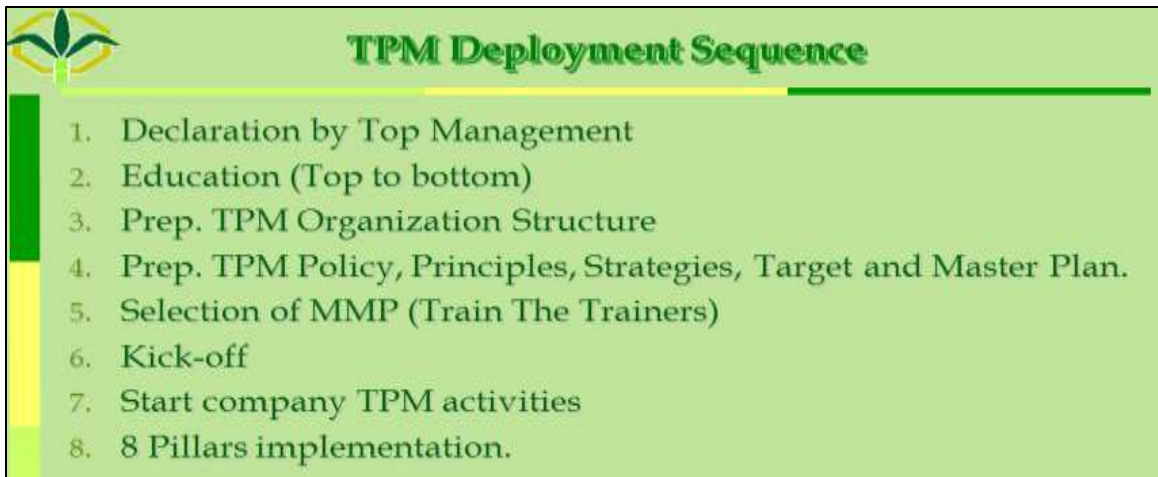 TPM Deployment Sequence
1. Declaration by Top Management
2. Education (Top to bottom)
3. Prep. TPM Organization Structure
4. Prep. TPM Policy, Principles, Strategies, Target and Master Plan.
5. Selection of MMP (Train The Trainers)
6. Kick-off
7. Start company TPM activities
8. 8 Pillars implementation.